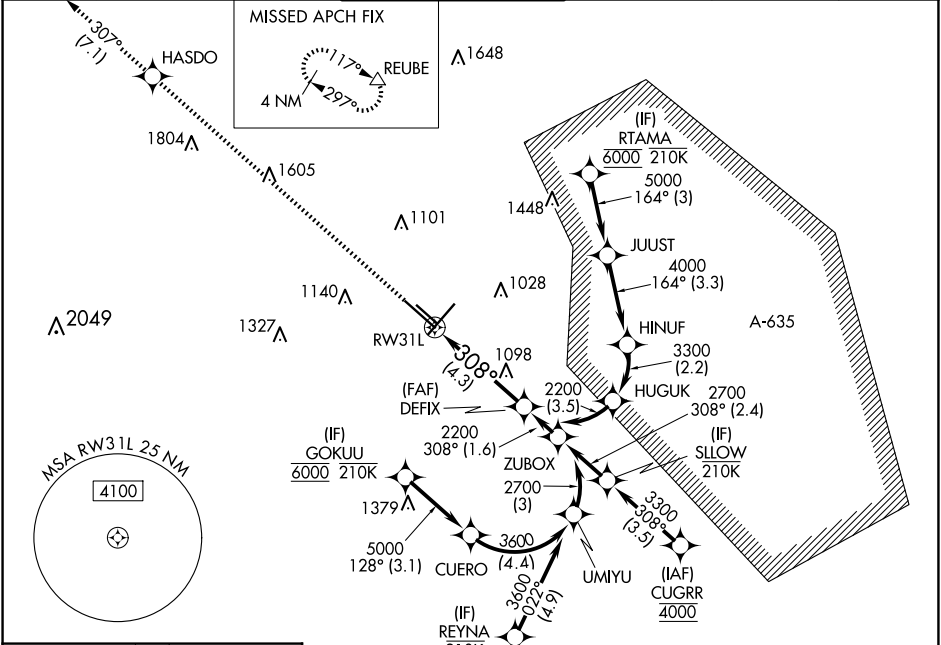 MISSED APCH FIX
117°
REUBE
4 NM
297°
307°
(7.1)
HASDO
1648
1804
1605
1101
1448
1028
1140
2049
1327
RW31L
1098
(IF)
RTAMA
6000 210K
5000
164° (3)
JUUST
4000
164° (3.3)
HINUF
A-635
3300
(2.2)
HUGUK
308°
(4.3)
(FAF)
DEFIX
2200
(3.5)
2700
308° (2.4)
2200
308° (1.6)
ZUBOX
(IF)
SLLOW
210K
(IF)
GOKUU
6000 210K
1379
5000
128° (3.1)
CUERO
3600
(4.4)
2700
(3)
UMIYU
3300
308°
(3.5)
(IAF)
CUGRR
4000
3600
022°
(4.9)
(IF)
REYNA
MSA RW31L 25 NM
4100